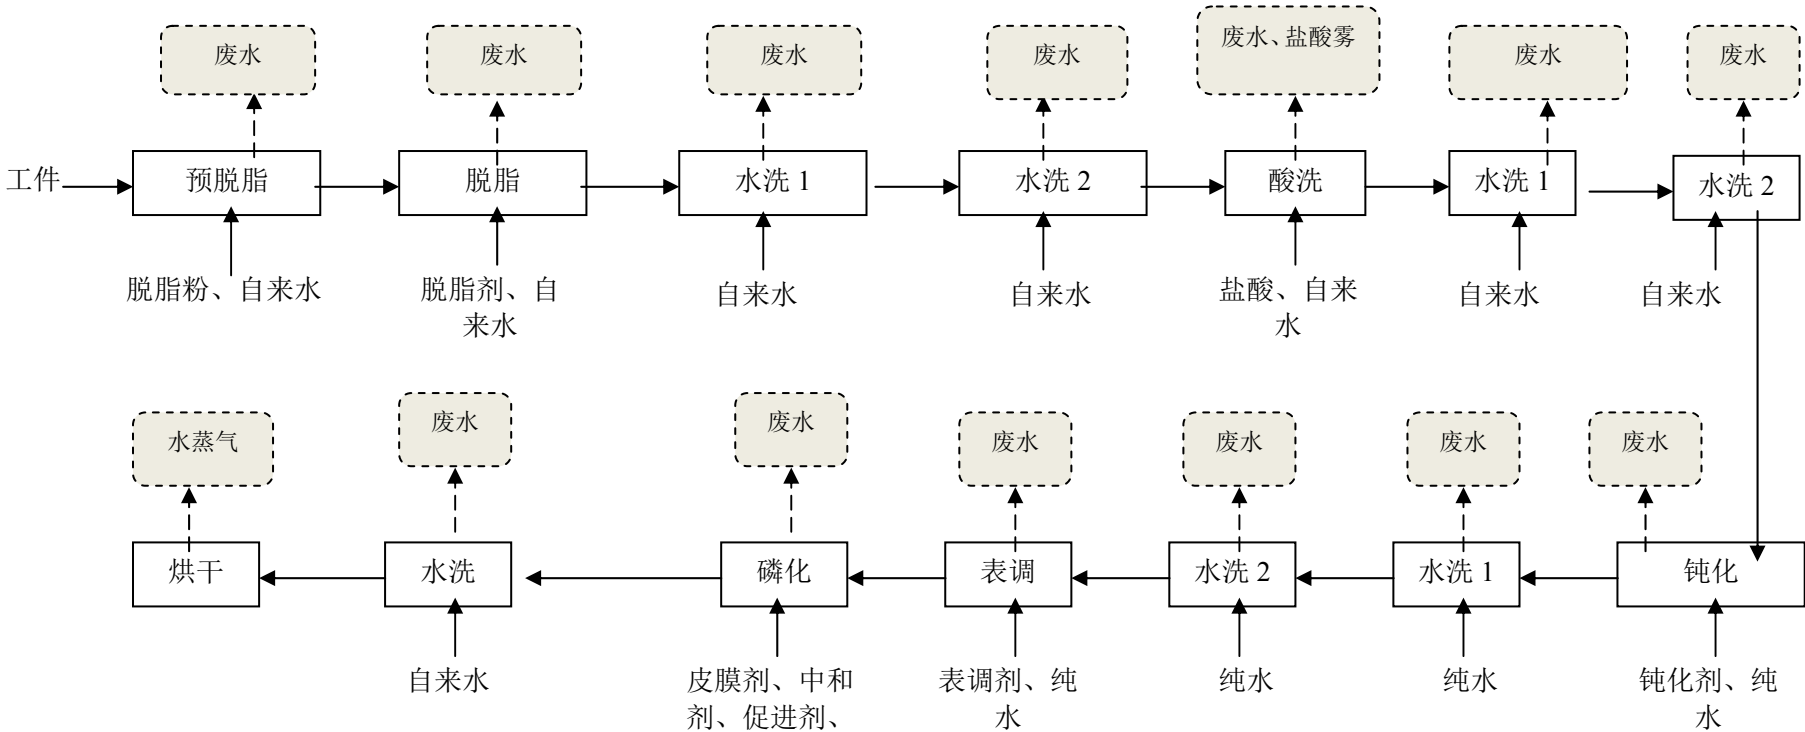 废水
废水
废水
废水
废水、盐酸雾
废水
废水
工件
预脱脂
脱脂
水洗 1
水洗 2
酸洗
水洗 1
水洗 2
脱脂粉、自来水
脱脂剂、自
来水
自来水
自来水
盐酸、自来
水
自来水
自来水
水蒸气
废水
废水
废水
废水
废水
废水
烘干
水洗
磷化
表调
水洗 2
水洗 1
钝化
自来水
皮膜剂、中和
剂、促进剂、
表调剂、纯
水
纯水
纯水
钝化剂、纯
水